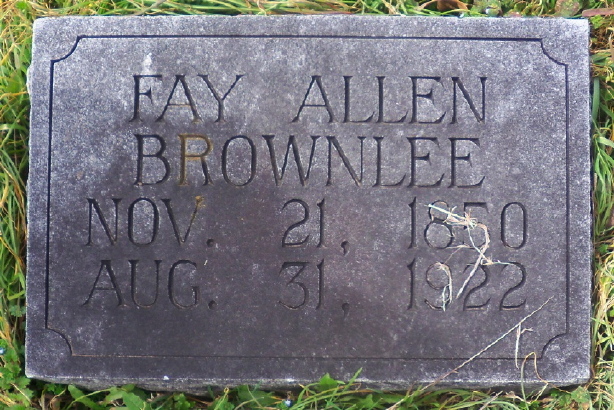 FAY ALLEN
BROWNLEE
NOV. 21, 1850
AUG. 31, 1922